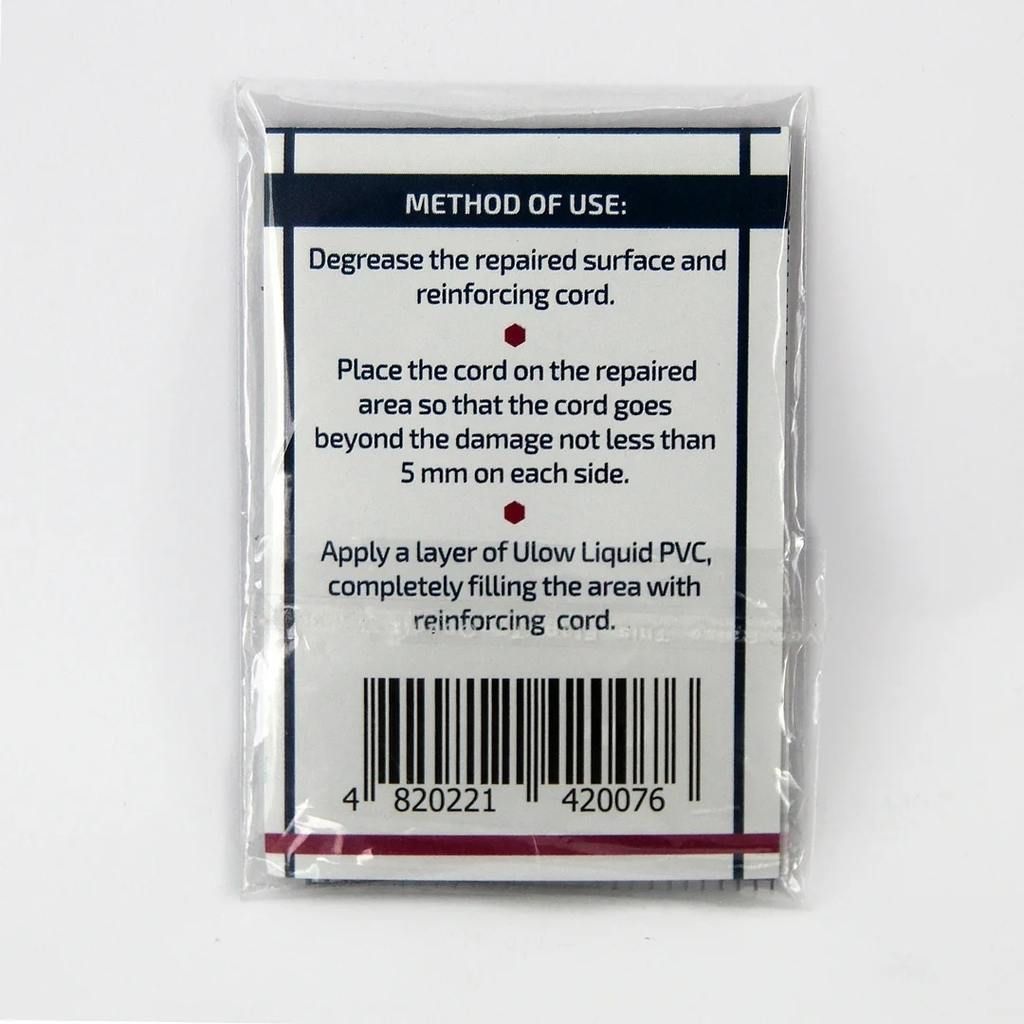 METHOD OF USE:
Degrease the repaired surface and
reinforcing cord.
Place the cord on the repaired
area so that the cord goes
beyond the damage not less than
5 mm on each side.
Apply a layer of Ulow Liquid PVC,
completely filling the area with
reinforcing cord.
4 820221 420076